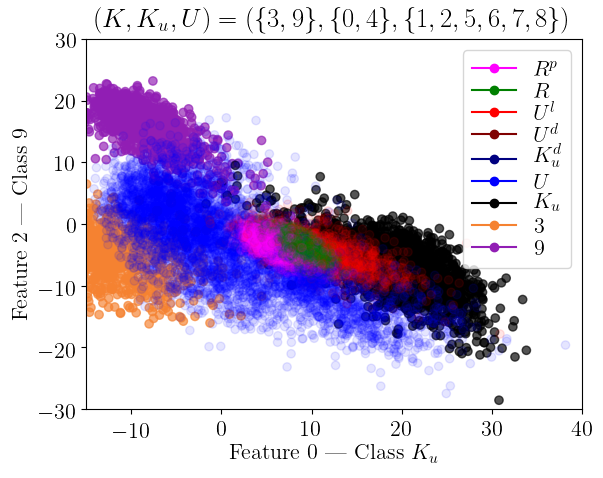 (K, K_u, U) = ({3, 9}, {0, 4}, {1, 2, 5, 6, 7, 8})
30
20
10
0
−10
−20
−30
Feature 2 — Class 9
R^p
R
U^l
U^d
K_u^d
U
K_u
3
9
−10
0
10
20
30
40
Feature 0 — Class K_u